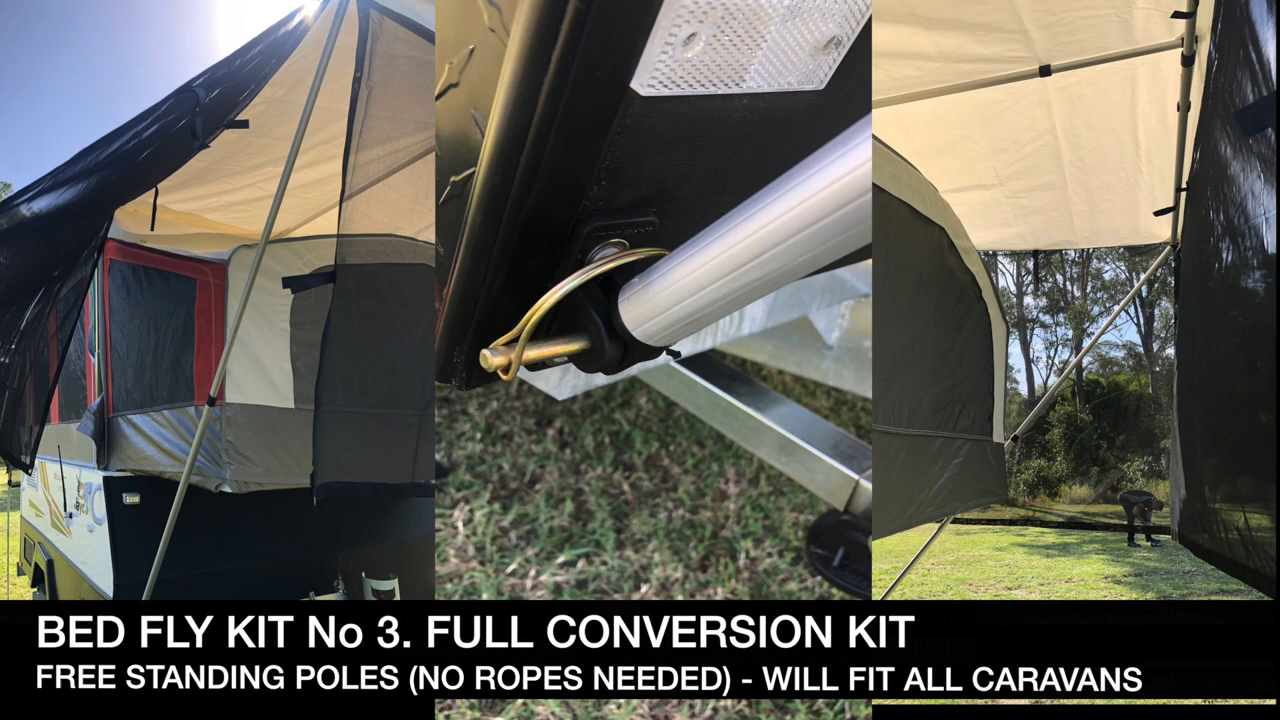 BED FLY KIT No 3. FULL CONVERSION KIT
FREE STANDING POLES (NO ROPES NEEDED) - WILL FIT ALL CARAVANS